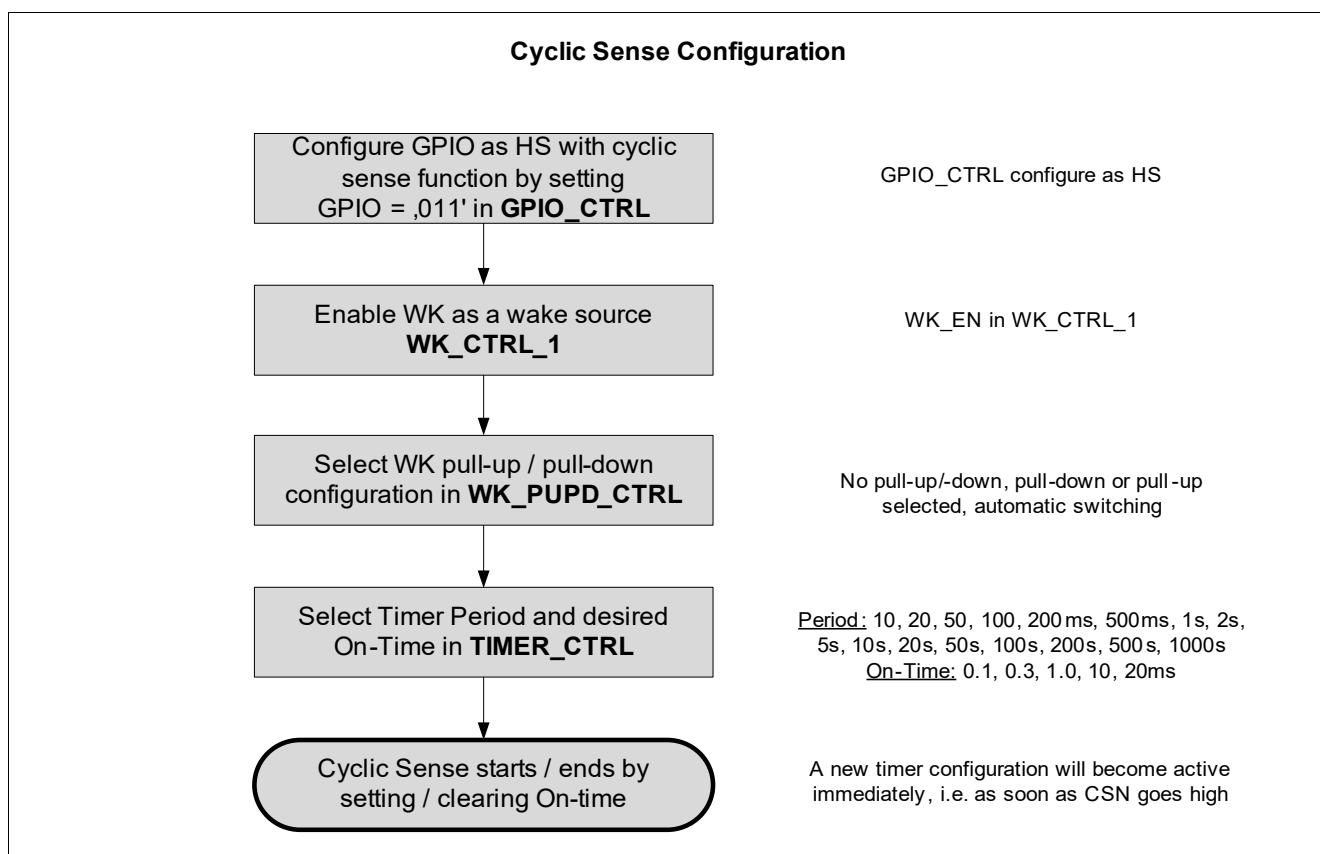 Cyclic Sense Configuration
Configure GPIO as HS with cyclic
sense function by setting
GPIO = ‚011' in GPIO_CTRL
GPIO_CTRL configure as HS
Enable WK as a wake source
WK_CTRL_1
WK_EN in WK_CTRL_1
Select WK pull-up / pull-down
configuration in WK_PUPD_CTRL
No pull-up/-down, pull-down or pull-up
selected, automatic switching
Select Timer Period and desired
On-Time in TIMER_CTRL
Period: 10, 20, 50, 100, 200ms, 500ms, 1s, 2s,
5s, 10s, 20s, 50s, 100s, 200s, 500s, 1000s
On-Time: 0.1, 0.3, 1.0, 10, 20ms
Cyclic Sense starts / ends by
setting / clearing On-time
A new timer configuration will become active
immediately, i.e. as soon as CSN goes high